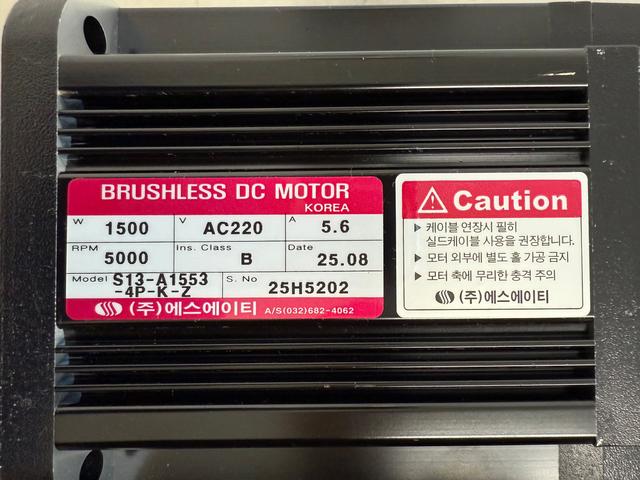 BRUSHLESS DC MOTOR
KOREA
W 1500 V AC220 A 5.6
RPM 5000 Ins. Class B Date 25.08
Model S13-A1553
-4P-K-Z S. No 25H5202
(주)에스에이티 A/S(032)682-4062
Caution
케이블 연장시 필히
실드케이블 사용을 권장합니다.
모터 외부에 별도 홀 가공 금지
모터 축에 무리한 충격 주의
(주)에스에이티